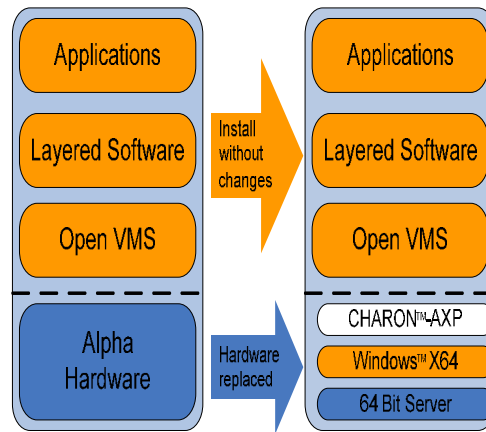 Applications
Layered Software
Open VMS
Alpha
Hardware
Install
without
changes
Hardware
replaced
Applications
Layered Software
Open VMS
CHARON™-AXP
Windows™ X64
64 Bit Server